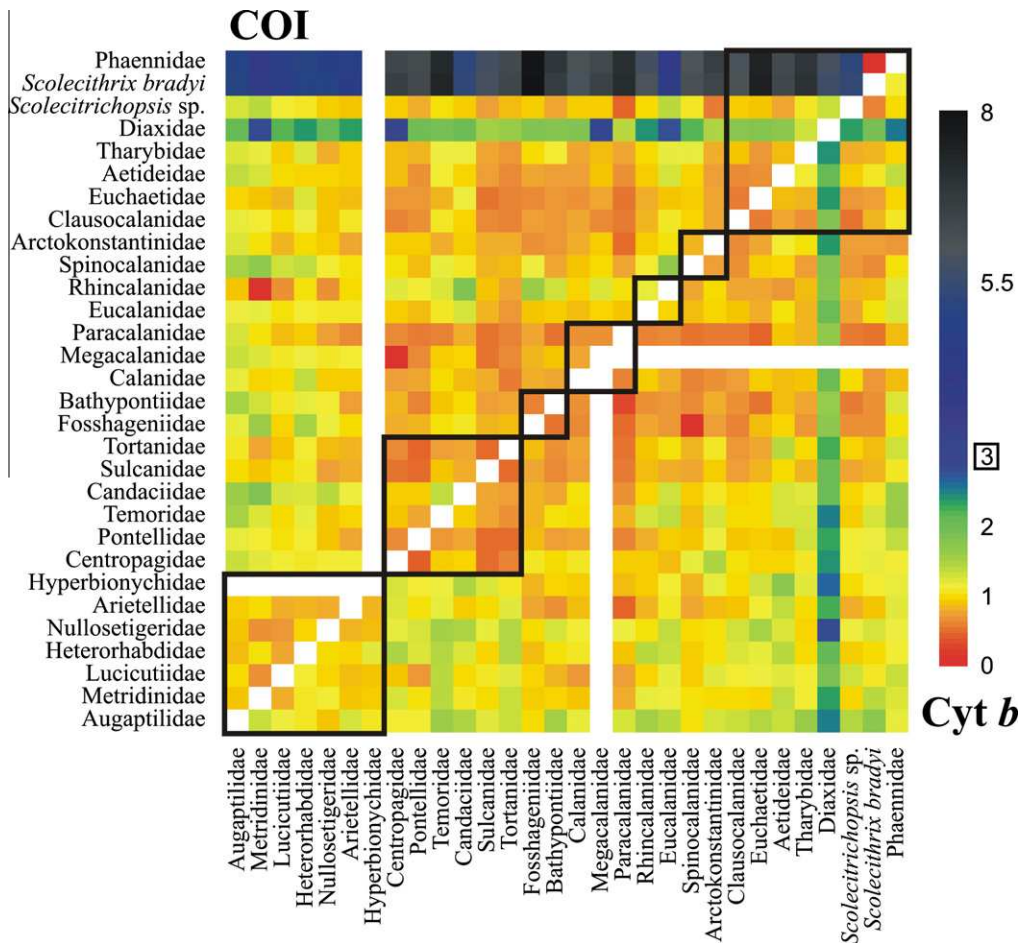 COI
Phaennidae
Scolecithrix bradyi
Scolecitrichopsis sp.
Diaxidae
Tharybidae
Aetideidae
Euchaetidae
Clausocalanidae
Arctokonstantinidae
Spinocalanidae
Rhincalanidae
Eucalanidae
Paracalanidae
Megacalanidae
Calanidae
Bathypontiidae
Fosshageniidae
Tortanidae
Sulcanidae
Candaciidae
Temoridae
Pontellidae
Centropagidae
Hyperbionychidae
Arietellidae
Nullosetigeridae
Heterorhabdidae
Lucicutiidae
Metridinidae
Augaptilidae
8
5.5
3
2
1
0
Cyt b
Augaptilidae
Metridinidae
Lucicutiidae
Heterorhabdidae
Nullosetigeridae
Arietellidae
Hyperbionychidae
Centropagidae
Pontellidae
Temoridae
Candaciidae
Sulcanidae
Tortanidae
Fosshageniidae
Bathypontiidae
Calanidae
Megacalanidae
Paracalanidae
Rhincalanidae
Eucalanidae
Spinocalanidae
Arctokonstantinidae
Clausocalanidae
Euchaetidae
Aetideidae
Tharybidae
Diaxidae
Scolecitrichopsis sp.
Scolecithrix bradyi
Phaennidae